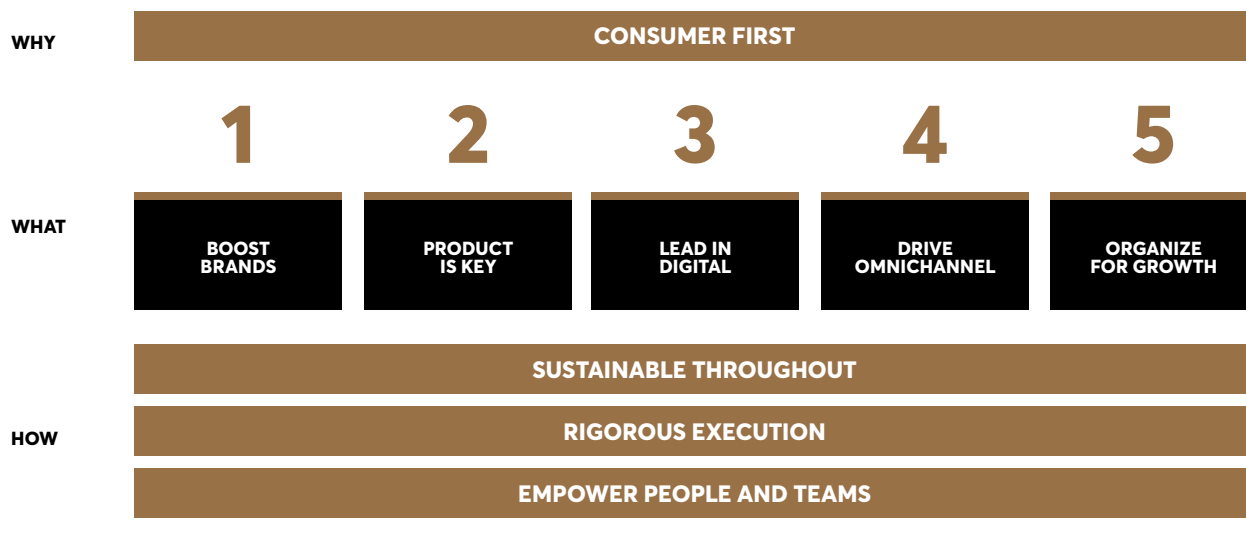 WHY
CONSUMER FIRST
1
2
3
4
5
WHAT
BOOST
BRANDS
PRODUCT
IS KEY
LEAD IN
DIGITAL
DRIVE
OMNICHANNEL
ORGANIZE
FOR GROWTH
HOW
SUSTAINABLE THROUGHOUT
RIGOROUS EXECUTION
EMPOWER PEOPLE AND TEAMS